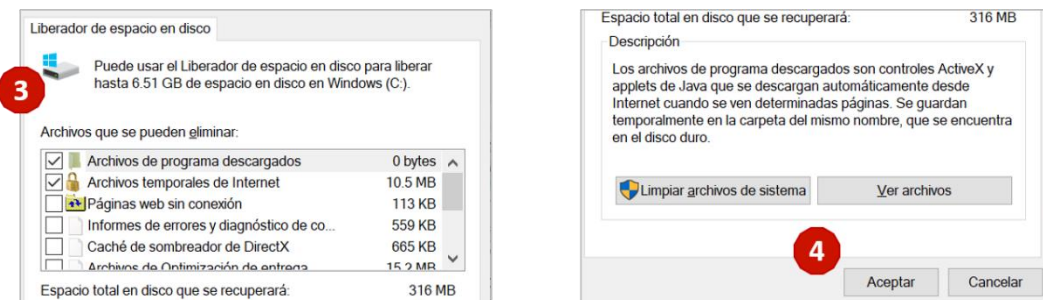 Liberador de espacio en disco
3
Puede usar el Liberador de espacio en disco para liberar
hasta 6.51 GB de espacio en disco en Windows (C:).
Archivos que se pueden eliminar:
Archivos de programa descargados 0 bytes
Archivos temporales de Internet 10.5 MB
Páginas web sin conexión 113 KB
Informes de errores y diagnóstico de co... 559 KB
Caché de sombreador de DirectX 665 KB
Archivos de Optimización de entrega 15.2 MB
Espacio total en disco que se recuperará: 316 MB
Espacio total en disco que se recuperará: 316 MB
Descripción
Los archivos de programa descargados son controles ActiveX y
applets de Java que se descargan automáticamente desde
Internet cuando se ven determinadas páginas. Se guardan
temporalmente en la carpeta del mismo nombre, que se encuentra
en el disco duro.
Limpiar archivos de sistema Ver archivos
4
Aceptar Cancelar